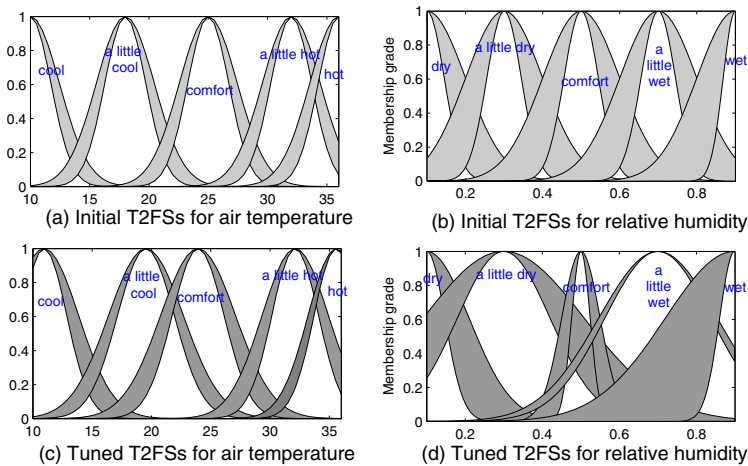 1
0.8
0.6
0.4
0.2
0
10 15 20 25 30 35
cool
a little
cool
comfort
a little hot
hot
(a) Initial T2FSs for air temperature
Membership grade
1
0.8
0.6
0.4
0.2
0
0.2 0.4 0.6 0.8
dry
a little dry
comfort
a
little
wet
wet
(b) Initial T2FSs for relative humidity
1
0.8
0.6
0.4
0.2
0
10 15 20 25 30 35
cool
a little
cool
comfort
a little hot
hot
(c) Tuned T2FSs for air temperature
Membership grade
1
0.8
0.6
0.4
0.2
0
0.2 0.4 0.6 0.8
dry
a little dry
comfort
a
little
wet
wet
(d) Tuned T2FSs for relative humidity